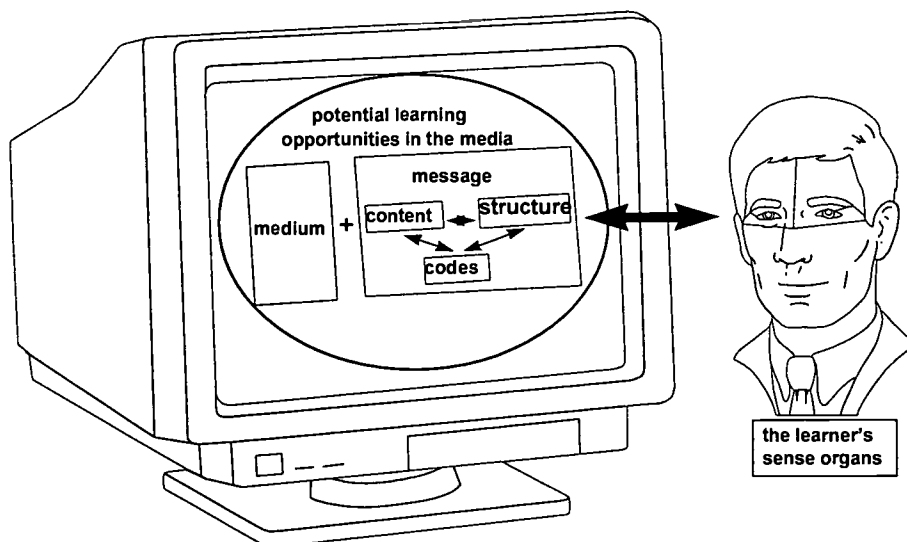 potential learning
opportunities in the media
medium
+
message
content
structure
codes
the learner's
sense organs